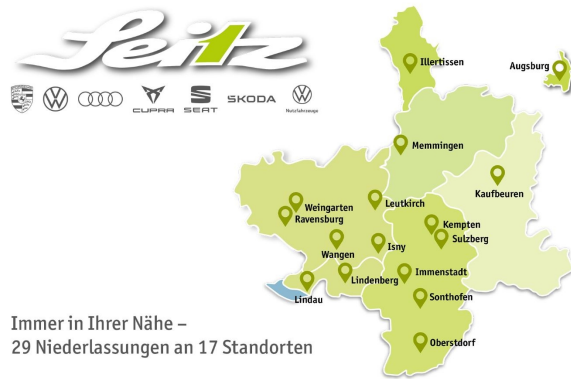 Seitz
CUPRA
SEAT
SKODA
Nutzfahrzeuge
Illertissen
Augsburg
Memmingen
Kaufbeuren
Leutkirch
Weingarten
Ravensburg
Kempten
Sulzberg
Wangen
Isny
Lindenberg
Immenstadt
Lindau
Sonthofen
Oberstdorf
Immer in Ihrer Nähe –
29 Niederlassungen an 17 Standorten